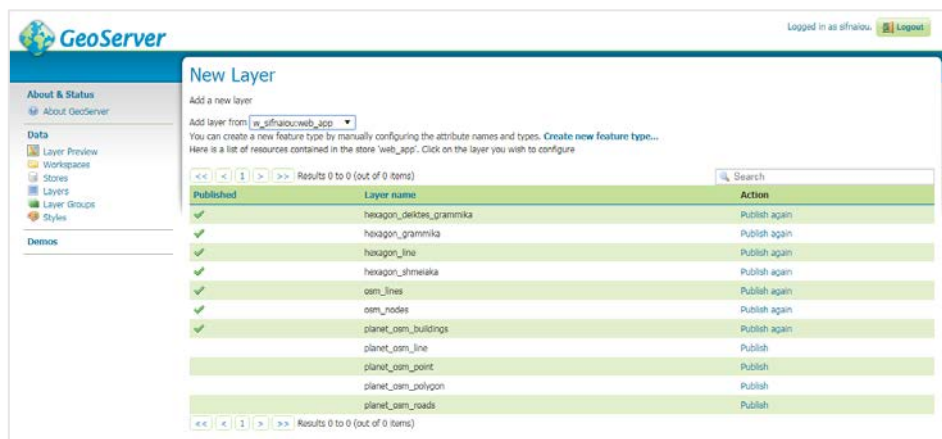 GeoServer
Logged in as sifnaiou. Logout
About & Status
About GeoServer
Data
Layer Preview
Workspaces
Stores
Layers
Layer Groups
Styles
Demos
New Layer
Add a new layer
Add layer from w_sifnaiou:web_app
You can create a new feature type by manually configuring the attribute names and types. Create new feature type...
Here is a list of resources contained in the store 'web_app'. Click on the layer you wish to configure
<< < 1 > >> Results 0 to 0 (out of 0 items) Search
Published Layer name Action
hexagon_deiktes_grammika Publish again
hexagon_grammika Publish again
hexagon_line Publish again
hexagon_shmeiaka Publish again
osm_lines Publish again
osm_nodes Publish again
planet_osm_buildings Publish again
planet_osm_line Publish
planet_osm_point Publish
planet_osm_polygon Publish
planet_osm_roads Publish
<< < 1 > >> Results 0 to 0 (out of 0 items)